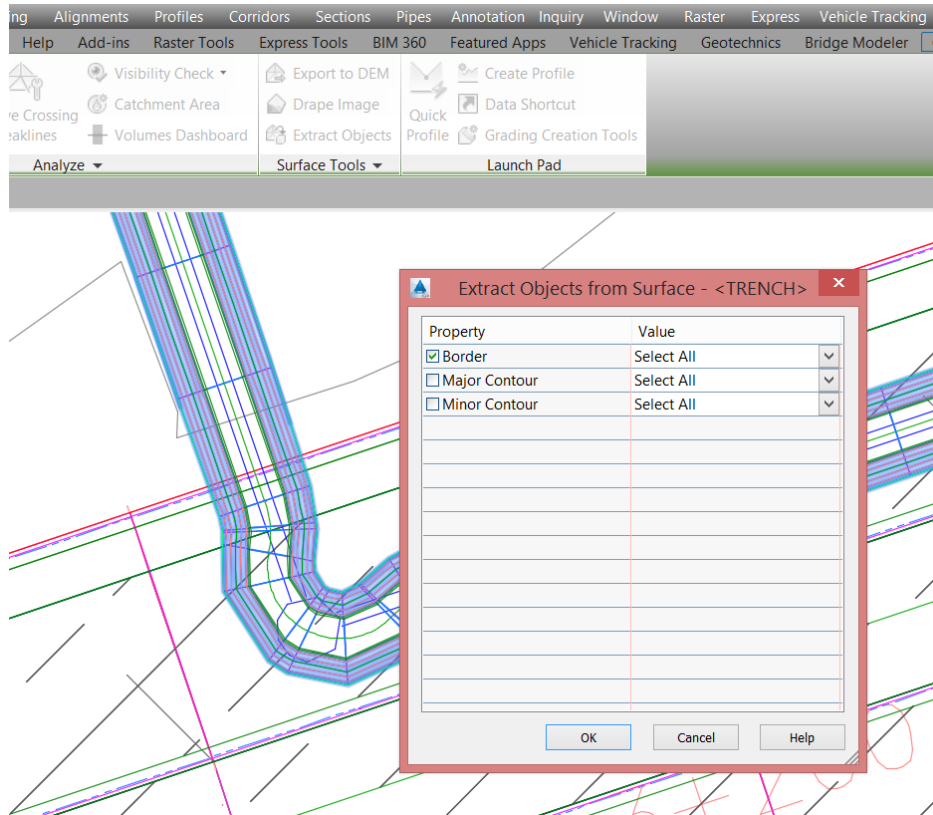 Alignments Profiles Corridors Sections Pipes Annotation Inquiry Window Raster Express Vehicle Tracking
Help Add-ins Raster Tools Express Tools BIM 360 Featured Apps Vehicle Tracking Geotechnics Bridge Modeler
Visibility Check Export to DEM Create Profile
Catchment Area Drape Image Data Shortcut
Crossing Quick
Volumes Dashboard Extract Objects Profile Grading Creation Tools
Analyze Surface Tools Launch Pad
Extract Objects from Surface - <TRENCH>
Property Value
Border Select All
Major Contour Select All
Minor Contour Select All
OK Cancel Help